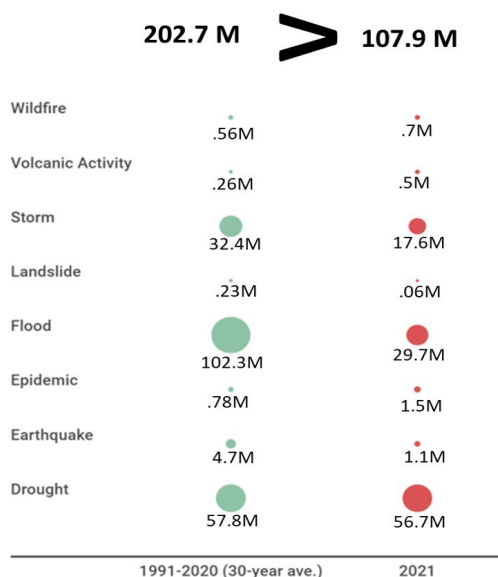 202.7 M > 107.9 M
Wildfire
.56M .7M
Volcanic Activity
.26M .5M
Storm
32.4M 17.6M
Landslide
.23M .06M
Flood
102.3M 29.7M
Epidemic
.78M 1.5M
Earthquake
4.7M 1.1M
Drought
57.8M 56.7M
1991-2020 (30-year ave.) 2021